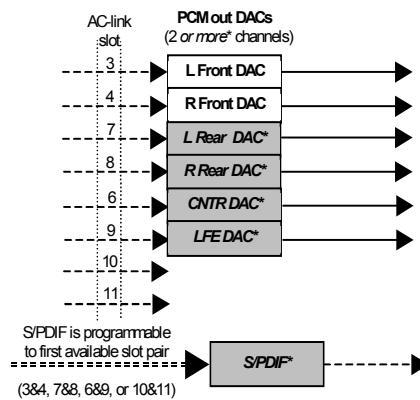 AC-link slot
PCM out DACs
(2 or more* channels)
3
L Front DAC
4
R Front DAC
7
L Rear DAC*
8
R Rear DAC*
6
CNTR DAC*
9
LFE DAC*
10
11
S/PDIF is programmable
to first available slot pair
S/PDIF*
(3&4, 7&8, 6&9, or 10&11)